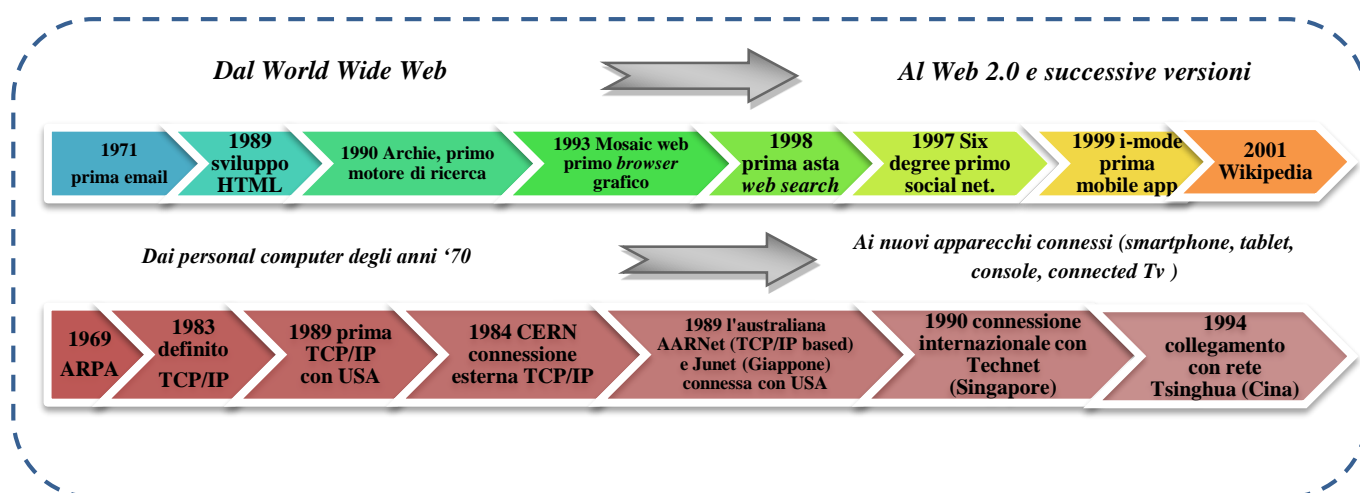 Dal World Wide Web
Al Web 2.0 e successive versioni
1971
prima email
1989
sviluppo
HTML
1990 Archie, primo
motore di ricerca
1993 Mosaic web
primo browser
grafico
1998
prima asta
web search
1997 Six
degree primo
social net.
1999 i-mode
prima
mobile app
2001
Wikipedia
Dai personal computer degli anni ‘70
Ai nuovi apparecchi connessi (smartphone, tablet,
console, connected Tv )
1969
ARPA
1983
definito
TCP/IP
1989 prima
TCP/IP
con USA
1984 CERN
connessione
esterna TCP/IP
1989 l'australiana
AARNet (TCP/IP based)
e Junet (Giappone)
connessa con USA
1990 connessione
internazionale con
Technet
(Singapore)
1994
collegamento
con rete
Tsinghua (Cina)